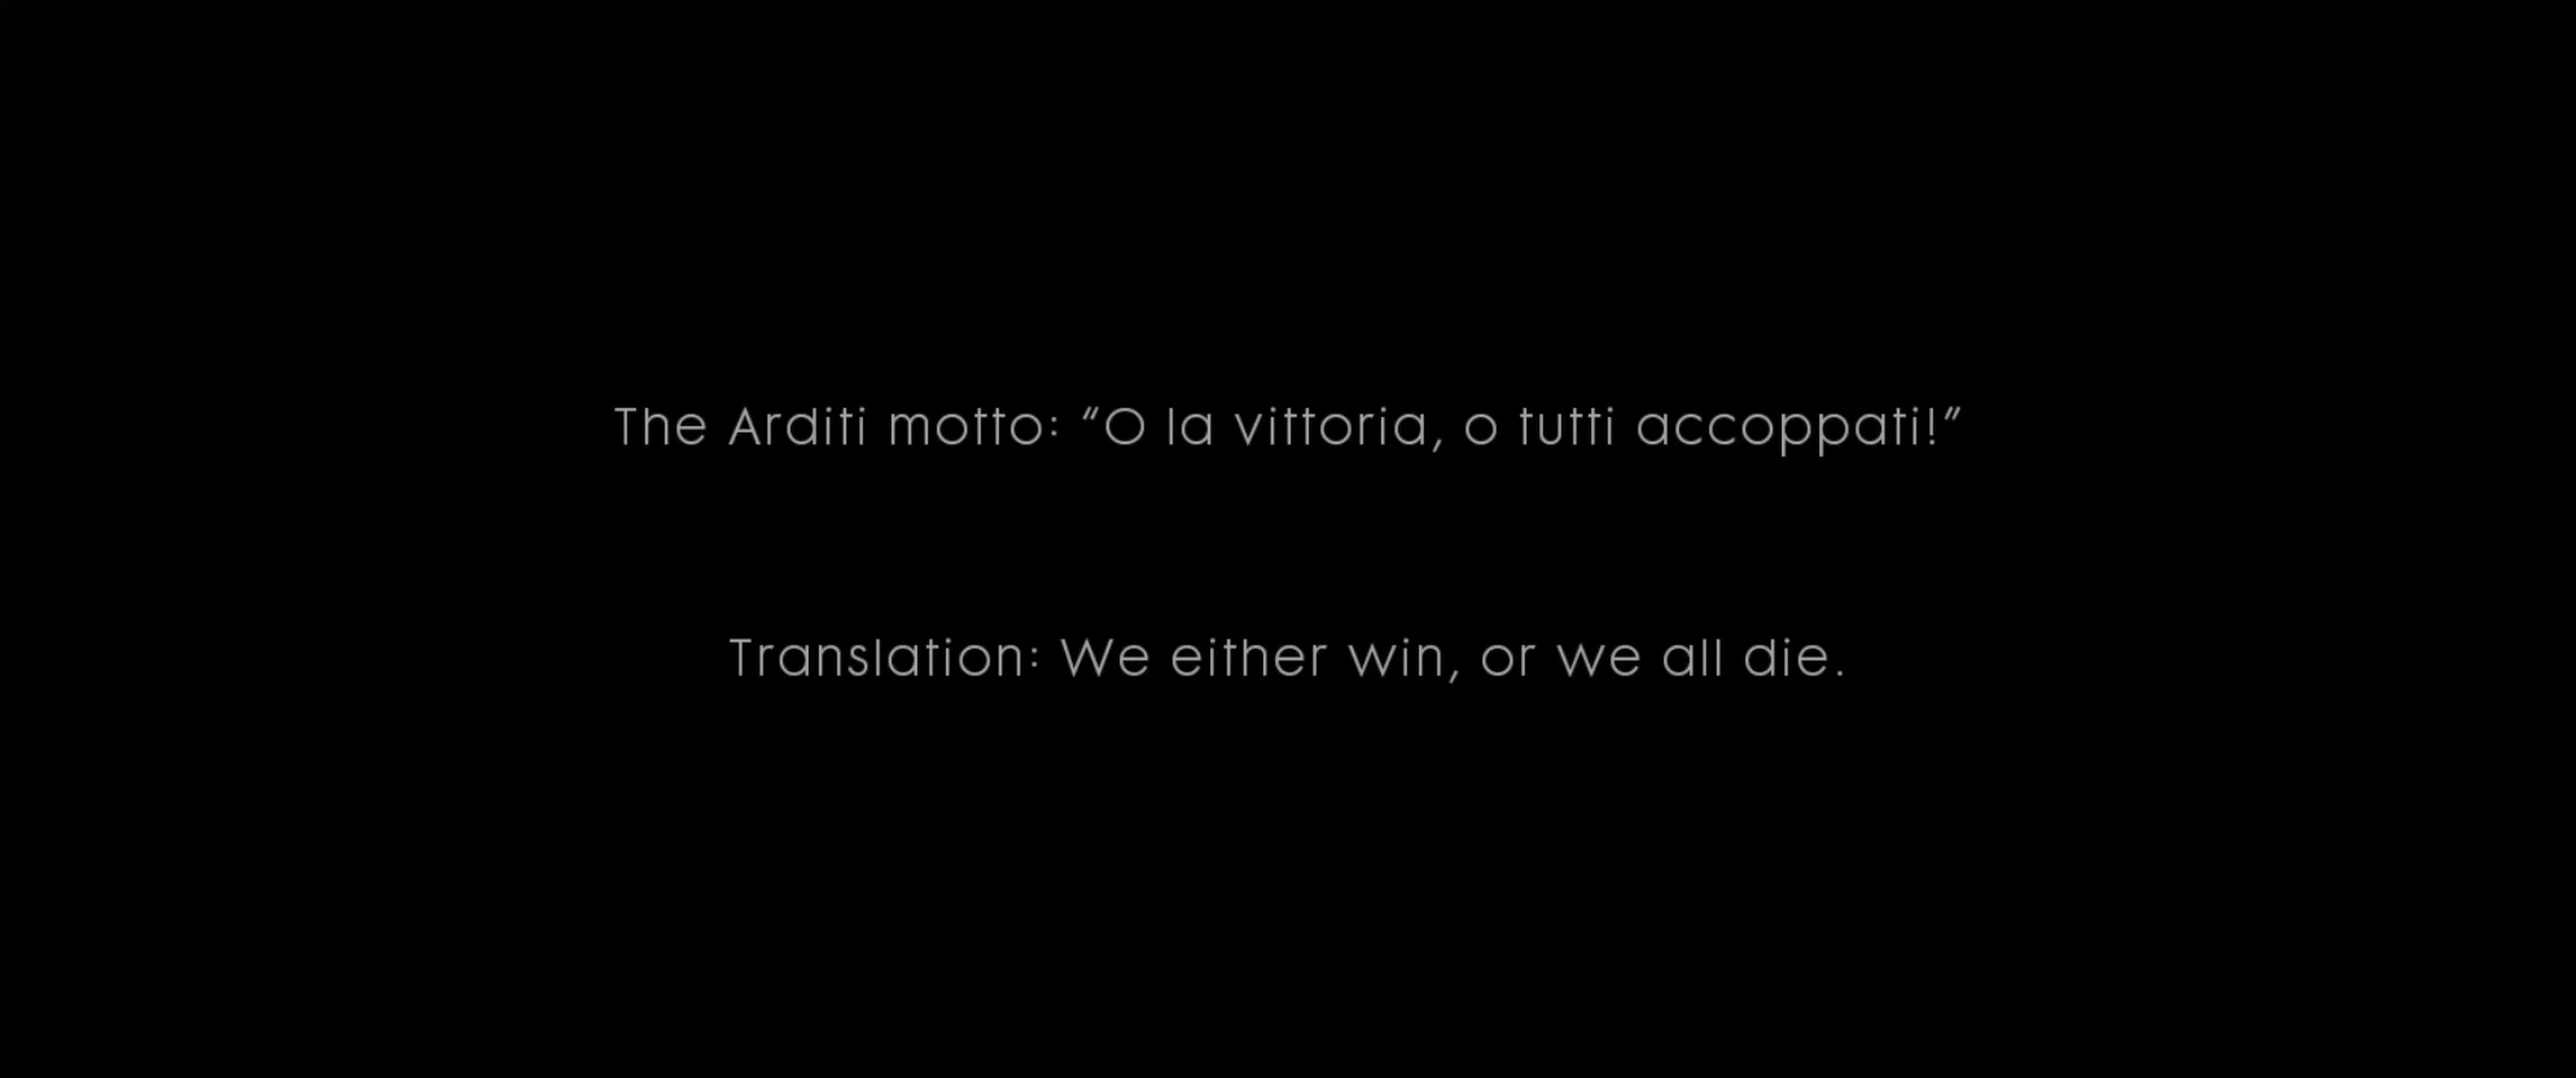 The Arditi motto: “O la vittoria, o tutti accoppati!”
Translation: We either win, or we all die.